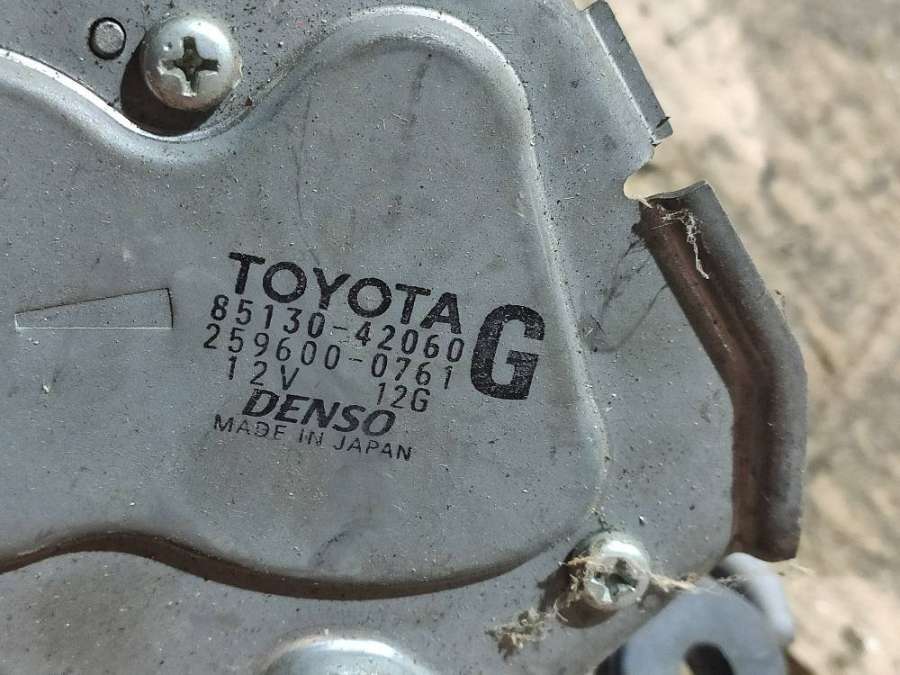 TOYOTA
85130-42060
259600-0761 G
12V 12G
DENSO
MADE IN JAPAN